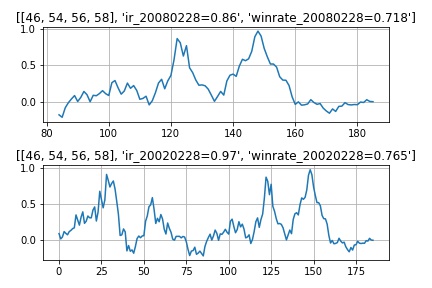 [[46, 54, 56, 58], 'ir_20080228=0.86', 'winrate_20080228=0.718']
1.0
0.5
0.0
80 100 120 140 160 180
[[46, 54, 56, 58], 'ir_20020228=0.97', 'winrate_20020228=0.765']
1.0
0.5
0.0
0 25 50 75 100 125 150 175